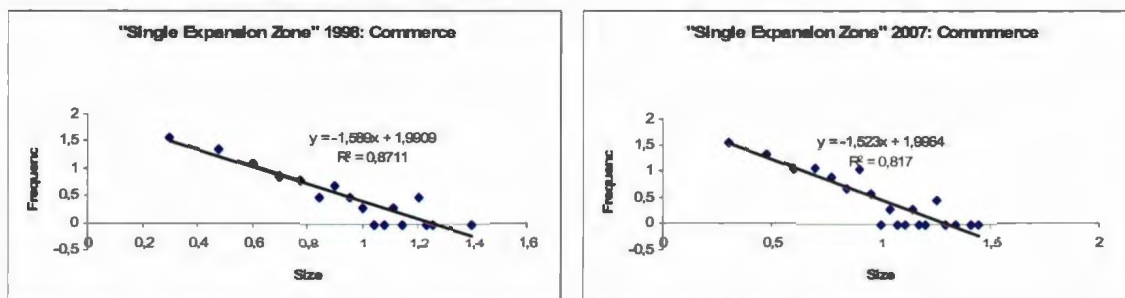 "Single Expansion Zone" 1998: Commerce
2
1,5
1
0,5
0
-0,5
Frequenc
y = -1,589x + 1,9909
R² = 0,8711
0
0,2
0,4
0,6
0,8
1
1,2
1,4
1,6
Size
"Single Expansion Zone" 2007: Commmerce
2
1,5
1
0,5
0
-0,5
Frequenc
y = -1,523x + 1,9964
R² = 0,817
0
0,5
1
1,5
2
Size